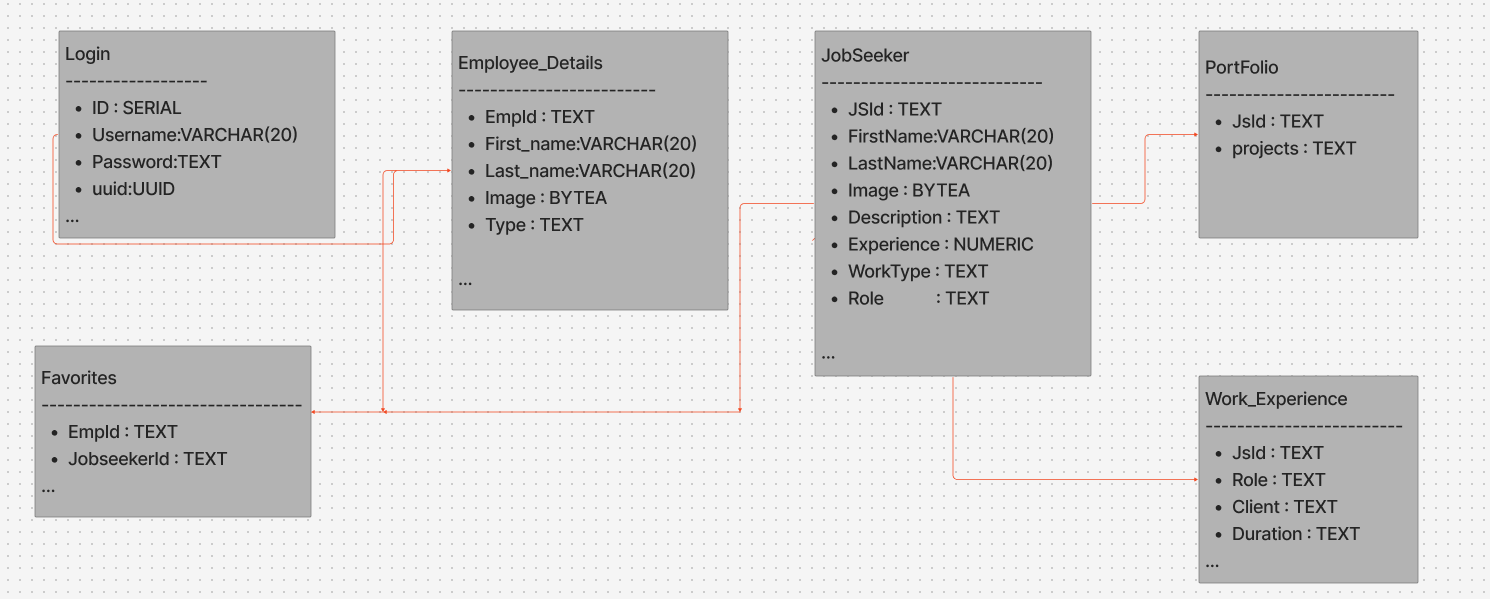 Login
------------------
• ID : SERIAL
• Username:VARCHAR(20)
• Password:TEXT
• uuid:UUID
...
Employee_Details
-------------------------
• EmpId : TEXT
• First_name:VARCHAR(20)
• Last_name:VARCHAR(20)
• Image : BYTEA
• Type : TEXT
...
JobSeeker
----------------------------
• JSId : TEXT
• FirstName:VARCHAR(20)
• LastName:VARCHAR(20)
• Image : BYTEA
• Description : TEXT
• Experience : NUMERIC
• WorkType : TEXT
• Role : TEXT
...
PortFolio
------------------------
• JsId : TEXT
• projects : TEXT
Favorites
---------------------------------
• EmpId : TEXT
• JobseekerId : TEXT
...
Work_Experience
-------------------------
• JsId : TEXT
• Role : TEXT
• Client : TEXT
• Duration : TEXT
...